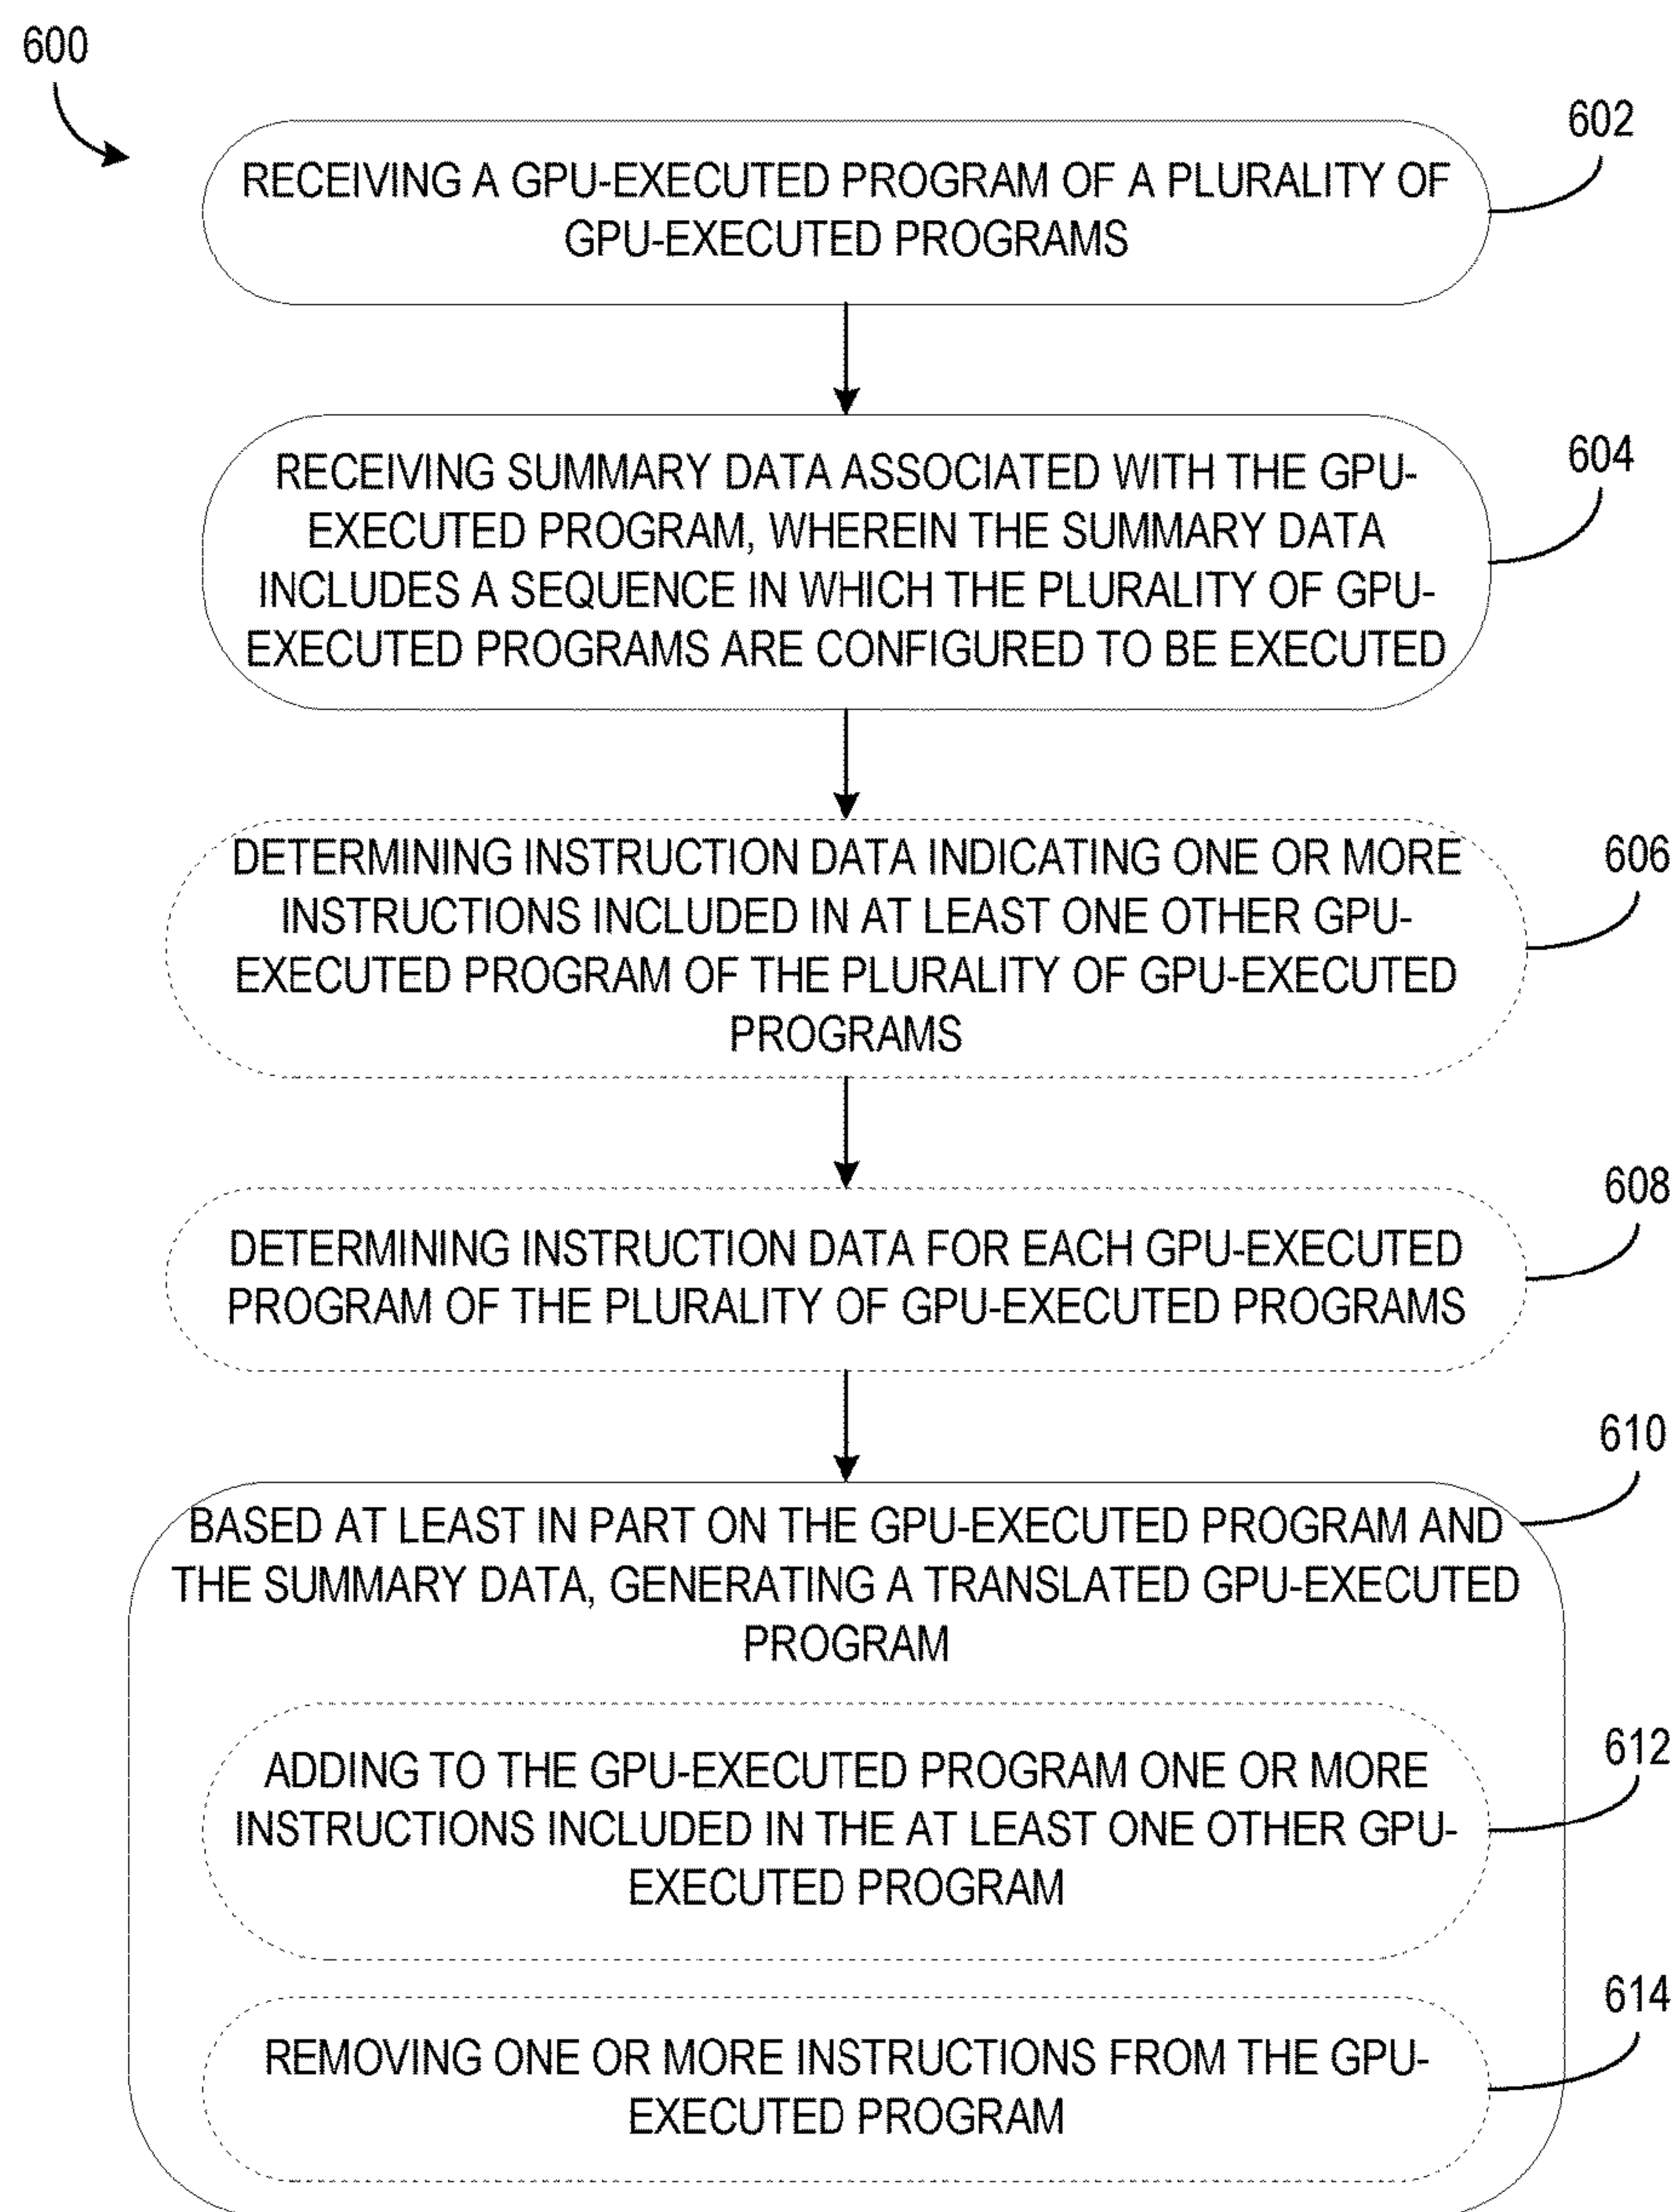 600
602
RECEIVING A GPU-EXECUTED PROGRAM OF A PLURALITY OF
GPU-EXECUTED PROGRAMS
604
RECEIVING SUMMARY DATA ASSOCIATED WITH THE GPU-
EXECUTED PROGRAM, WHEREIN THE SUMMARY DATA
INCLUDES A SEQUENCE IN WHICH THE PLURALITY OF GPU-
EXECUTED PROGRAMS ARE CONFIGURED TO BE EXECUTED
606
DETERMINING INSTRUCTION DATA INDICATING ONE OR MORE
INSTRUCTIONS INCLUDED IN AT LEAST ONE OTHER GPU-
EXECUTED PROGRAM OF THE PLURALITY OF GPU-EXECUTED
PROGRAMS
608
DETERMINING INSTRUCTION DATA FOR EACH GPU-EXECUTED
PROGRAM OF THE PLURALITY OF GPU-EXECUTED PROGRAMS
610
BASED AT LEAST IN PART ON THE GPU-EXECUTED PROGRAM AND
THE SUMMARY DATA, GENERATING A TRANSLATED GPU-EXECUTED
PROGRAM
612
ADDING TO THE GPU-EXECUTED PROGRAM ONE OR MORE
INSTRUCTIONS INCLUDED IN THE AT LEAST ONE OTHER GPU-
EXECUTED PROGRAM
614
REMOVING ONE OR MORE INSTRUCTIONS FROM THE GPU-
EXECUTED PROGRAM